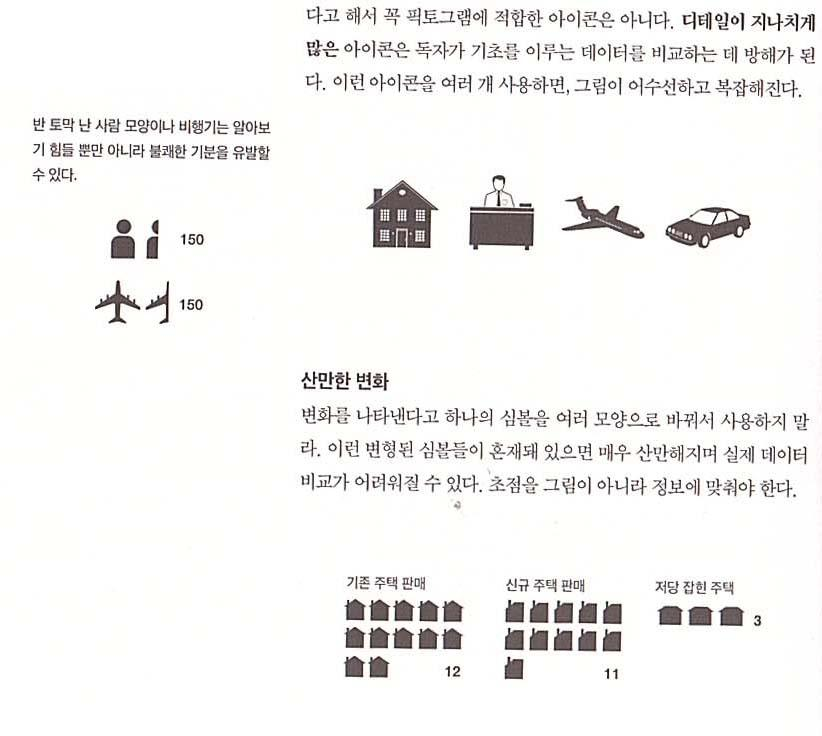 다고 해서 꼭 픽토그램에 적합한 아이콘은 아니다. 디테일이 지나치게
많은 아이콘은 독자가 기초를 이루는 데이터를 비교하는 데 방해가 된
다. 이런 아이콘을 여러 개 사용하면, 그림이 어수선하고 복잡해진다.
반 토막 난 사람 모양이나 비행기는 알아보
기 힘들 뿐만 아니라 불쾌한 기분을 유발할
수 있다.
150
150
산만한 변화
변화를 나타낸다고 하나의 심볼을 여러 모양으로 바꿔서 사용하지 말
라. 이런 변형된 심볼들이 혼재돼 있으면 매우 산만해지며 실제 데이터
비교가 어려워질 수 있다. 초점을 그림이 아니라 정보에 맞춰야 한다.
기존 주택 판매
12
신규 주택 판매
11
저당 잡힌 주택
3